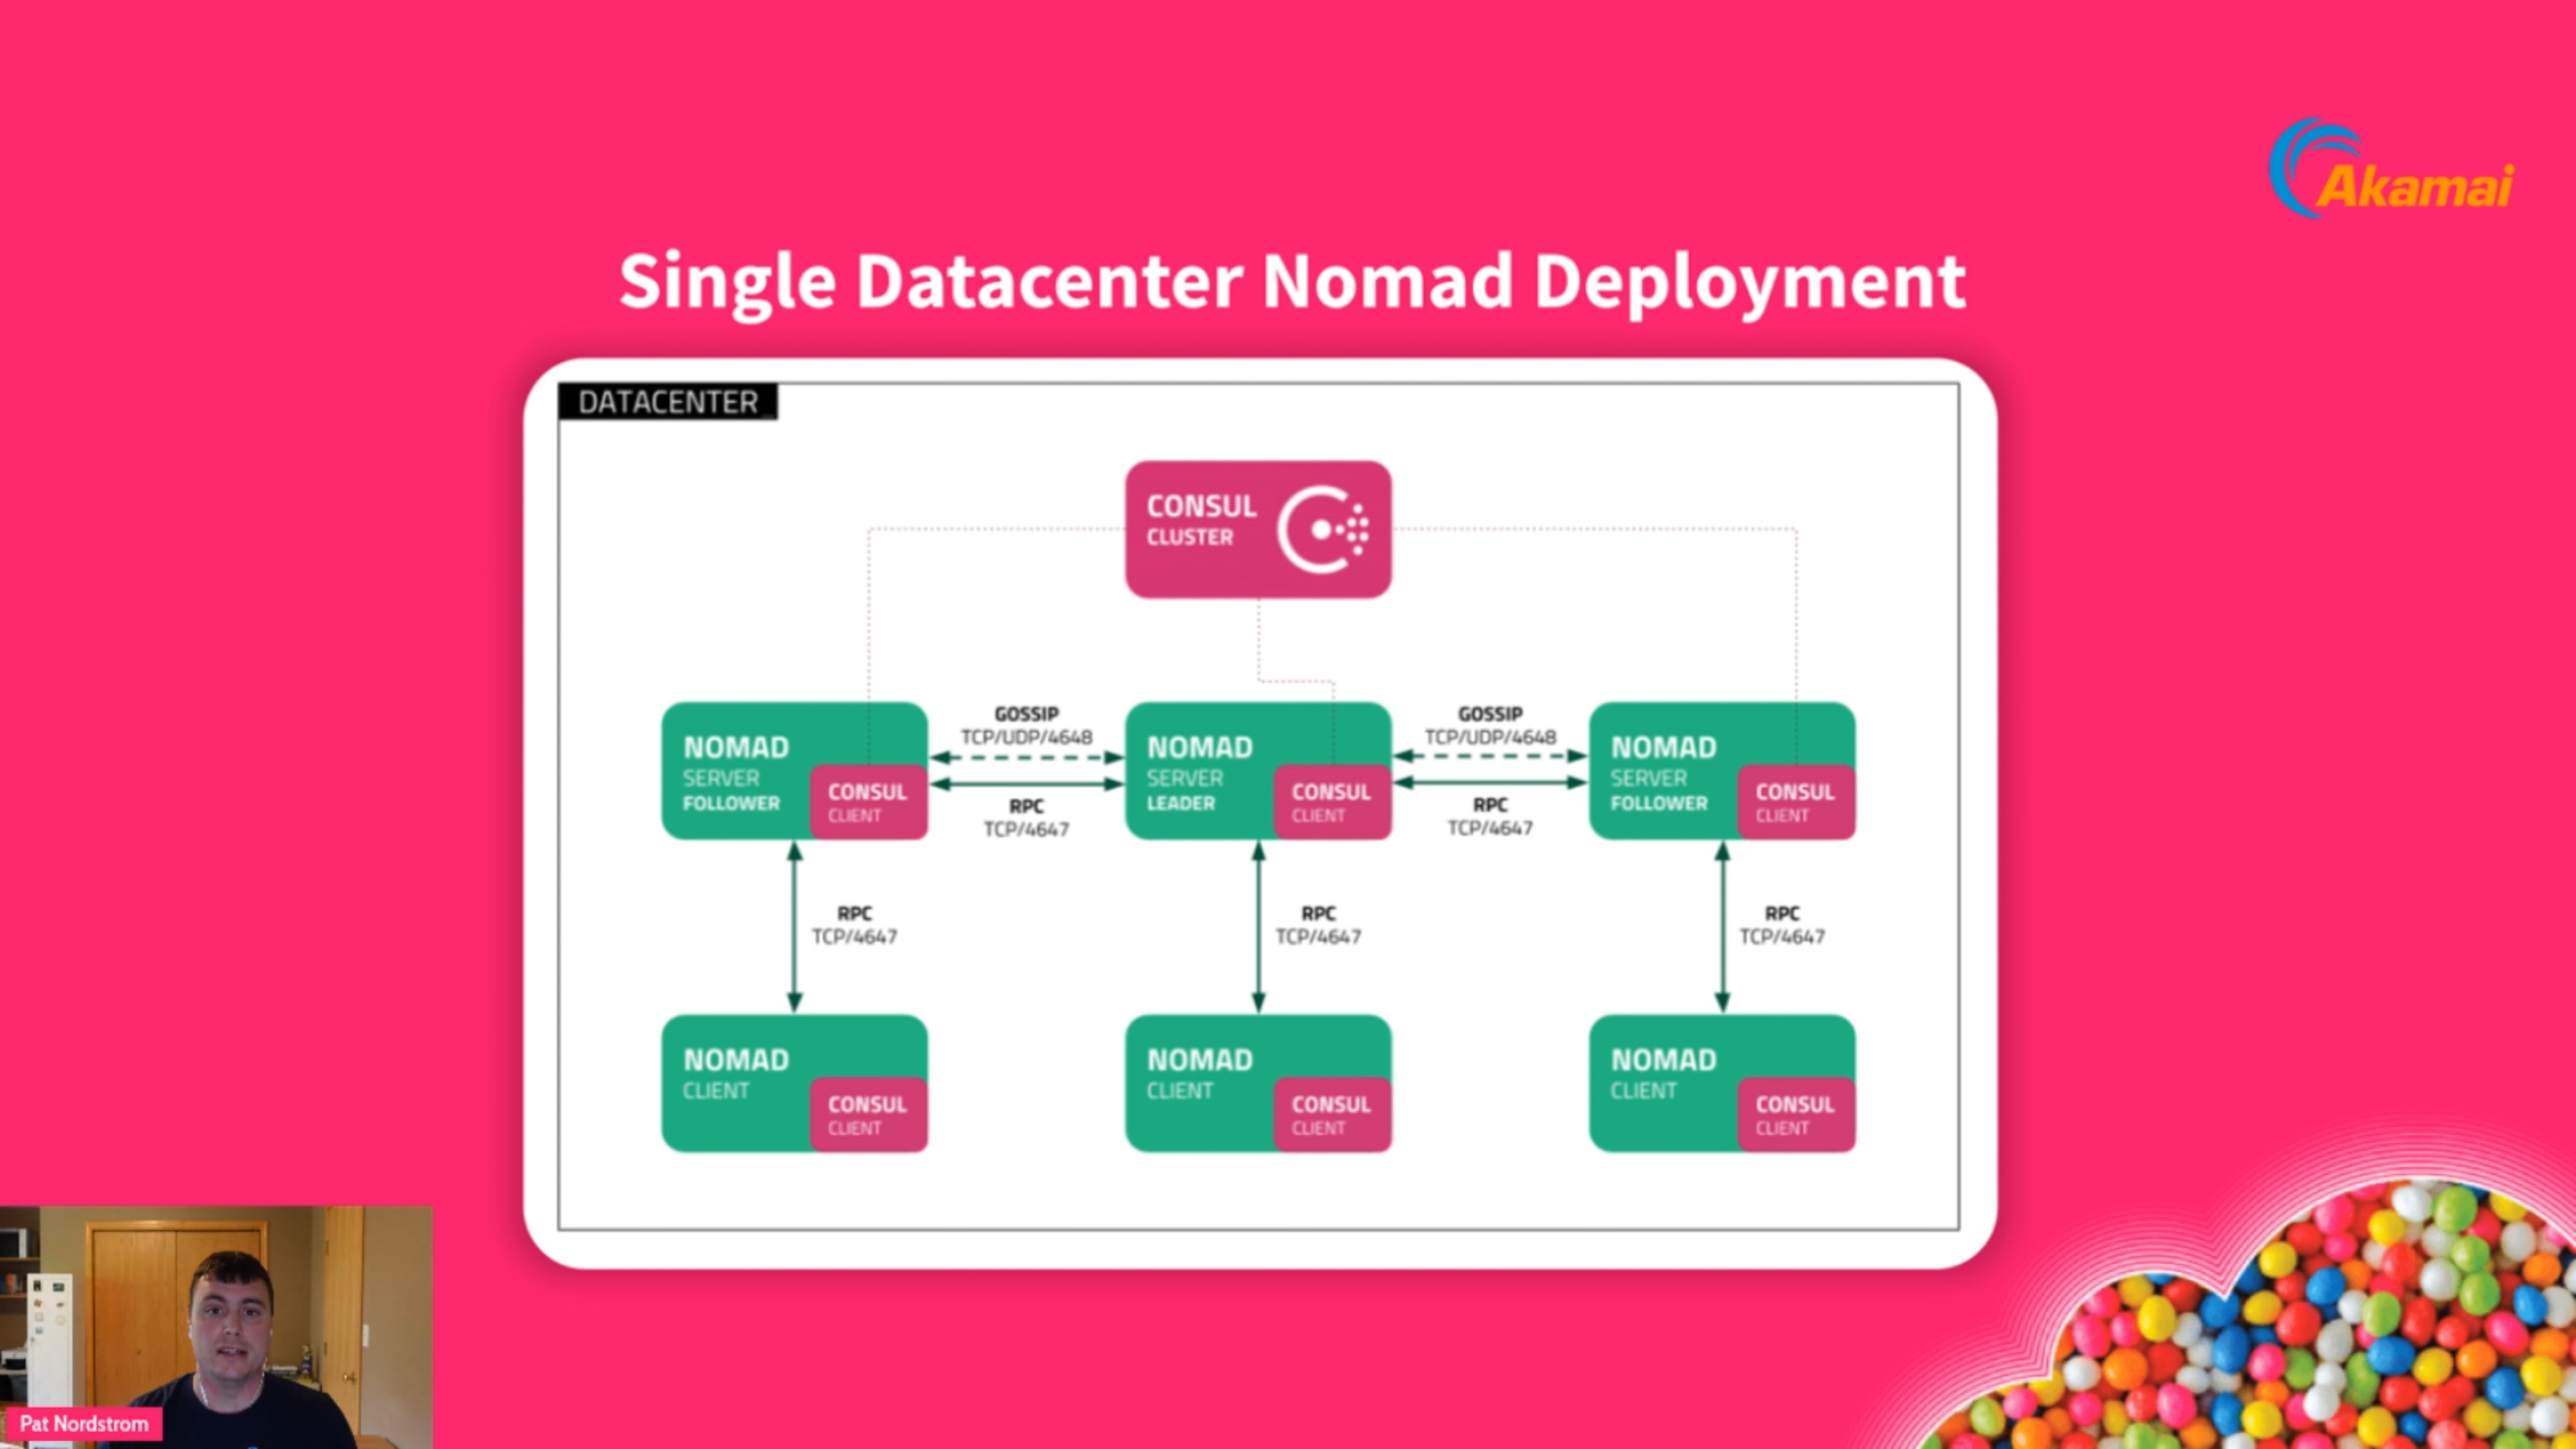 Akamai
Single Datacenter Nomad Deployment
DATACENTER
CONSUL
CLUSTER
NOMAD
SERVER
FOLLOWER
CONSUL
CLIENT
GOSSIP
TCP/UDP/4648
RPC
TCP/4647
NOMAD
SERVER
LEADER
CONSUL
CLIENT
GOSSIP
TCP/UDP/4648
RPC
TCP/4647
NOMAD
SERVER
FOLLOWER
CONSUL
CLIENT
RPC
TCP/4647
RPC
TCP/4647
RPC
TCP/4647
NOMAD
CLIENT
CONSUL
CLIENT
NOMAD
CLIENT
CONSUL
CLIENT
NOMAD
CLIENT
CONSUL
CLIENT
Pat Nordstrom